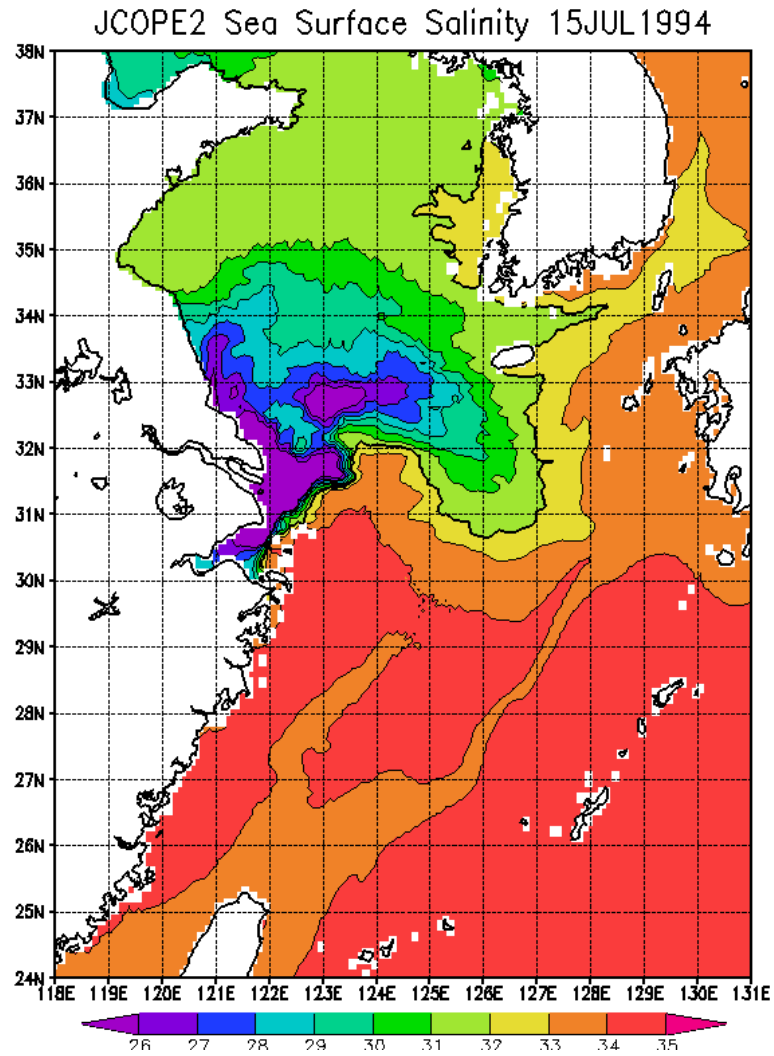 JCOPE2 Sea Surface Salinity 15JUL1994
38N
37N
36N
35N
34N
33N
32N
31N
30N
29N
28N
27N
26N
25N
24N
118E 119E 120E 121E 122E 123E 124E 125E 126E 127E 128E 129E 130E 131E
26 27 28 29 30 31 32 33 34 35